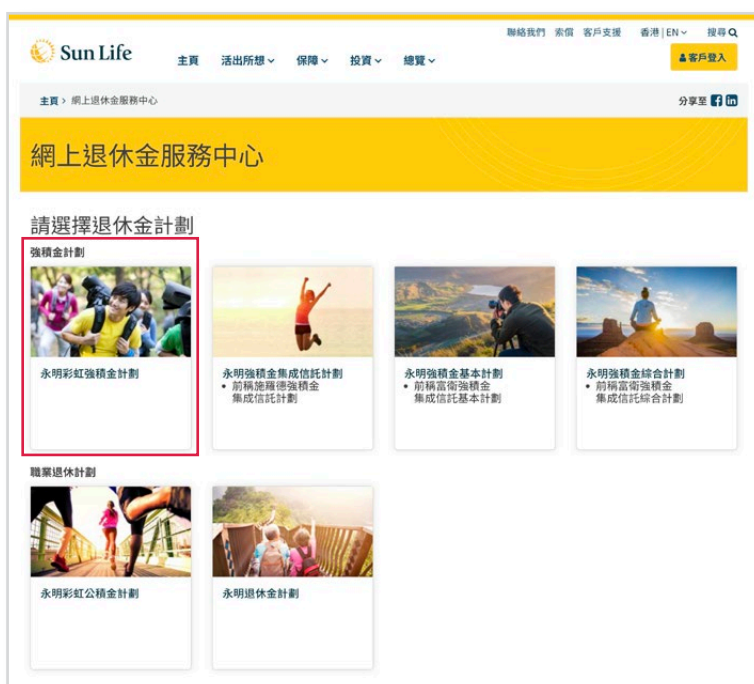 聯絡我們 索償 客戶支援 香港 | EN 搜尋
Sun Life
主頁 活出所想 保障 投資 總覽
客戶登入
主頁 > 網上退休金服務中心
分享至
網上退休金服務中心
請選擇退休金計劃
強積金計劃
永明彩虹強積金計劃
永明強積金集成信託計劃
• 前稱施羅德強積金
集成信託計劃
永明強積金基本計劃
• 前稱富衛強積金
集成信託基本計劃
永明強積金綜合計劃
• 前稱富衛強積金
集成信託綜合計劃
職業退休計劃
永明彩虹公積金計劃
永明退休金計劃